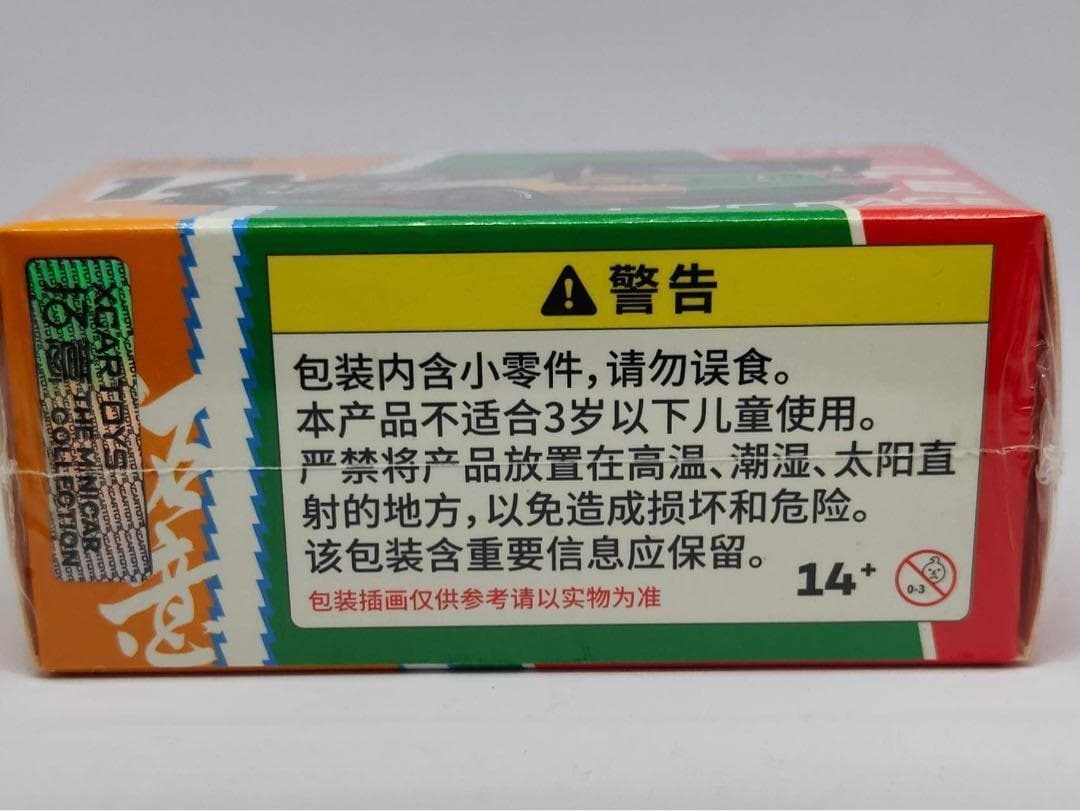 警告
包装内含小零件，请勿误食。
本产品不适合3岁以下儿童使用。
严禁将产品放置在高温、潮湿、太阳直
射的地方，以免造成损坏和危险。
该包装含重要信息应保留。
14+
0-3
包装插画仅供参考请以实物为准
XCARTOYS
拓意
THE MINICAR
COLLECTION
拓意